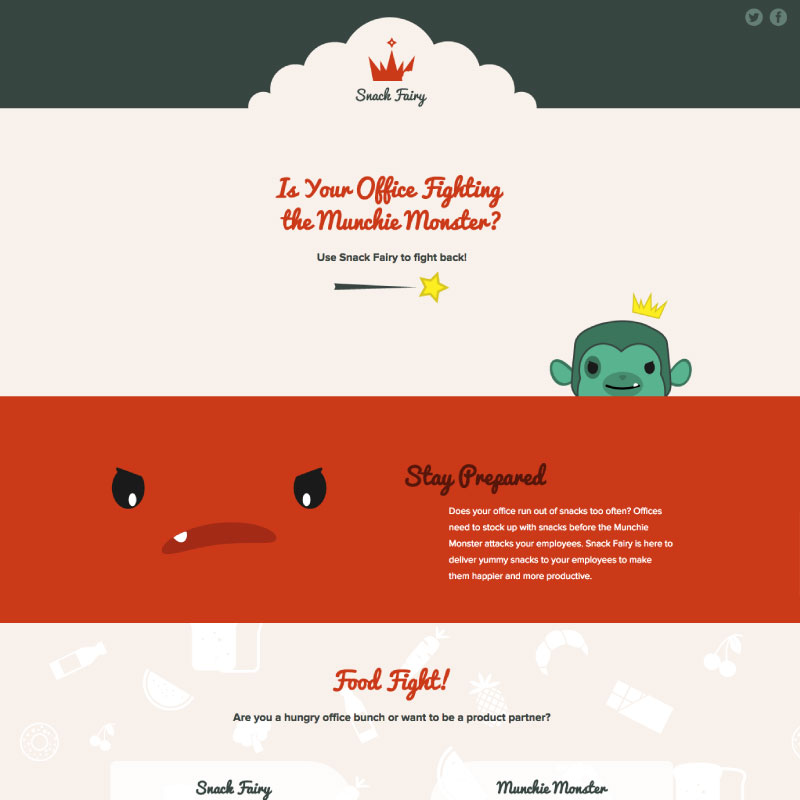 Snack Fairy
Is Your Office Fighting
the Munchie Monster?
Use Snack Fairy to fight back!
Stay Prepared
Does your office run out of snacks too often? Offices
need to stock up with snacks before the Munchie
Monster attacks your employees. Snack Fairy is here to
deliver yummy snacks to your employees to make
them happier and more productive.
Food Fight!
Are you a hungry office bunch or want to be a product partner?
Snack Fairy
Munchie Monster